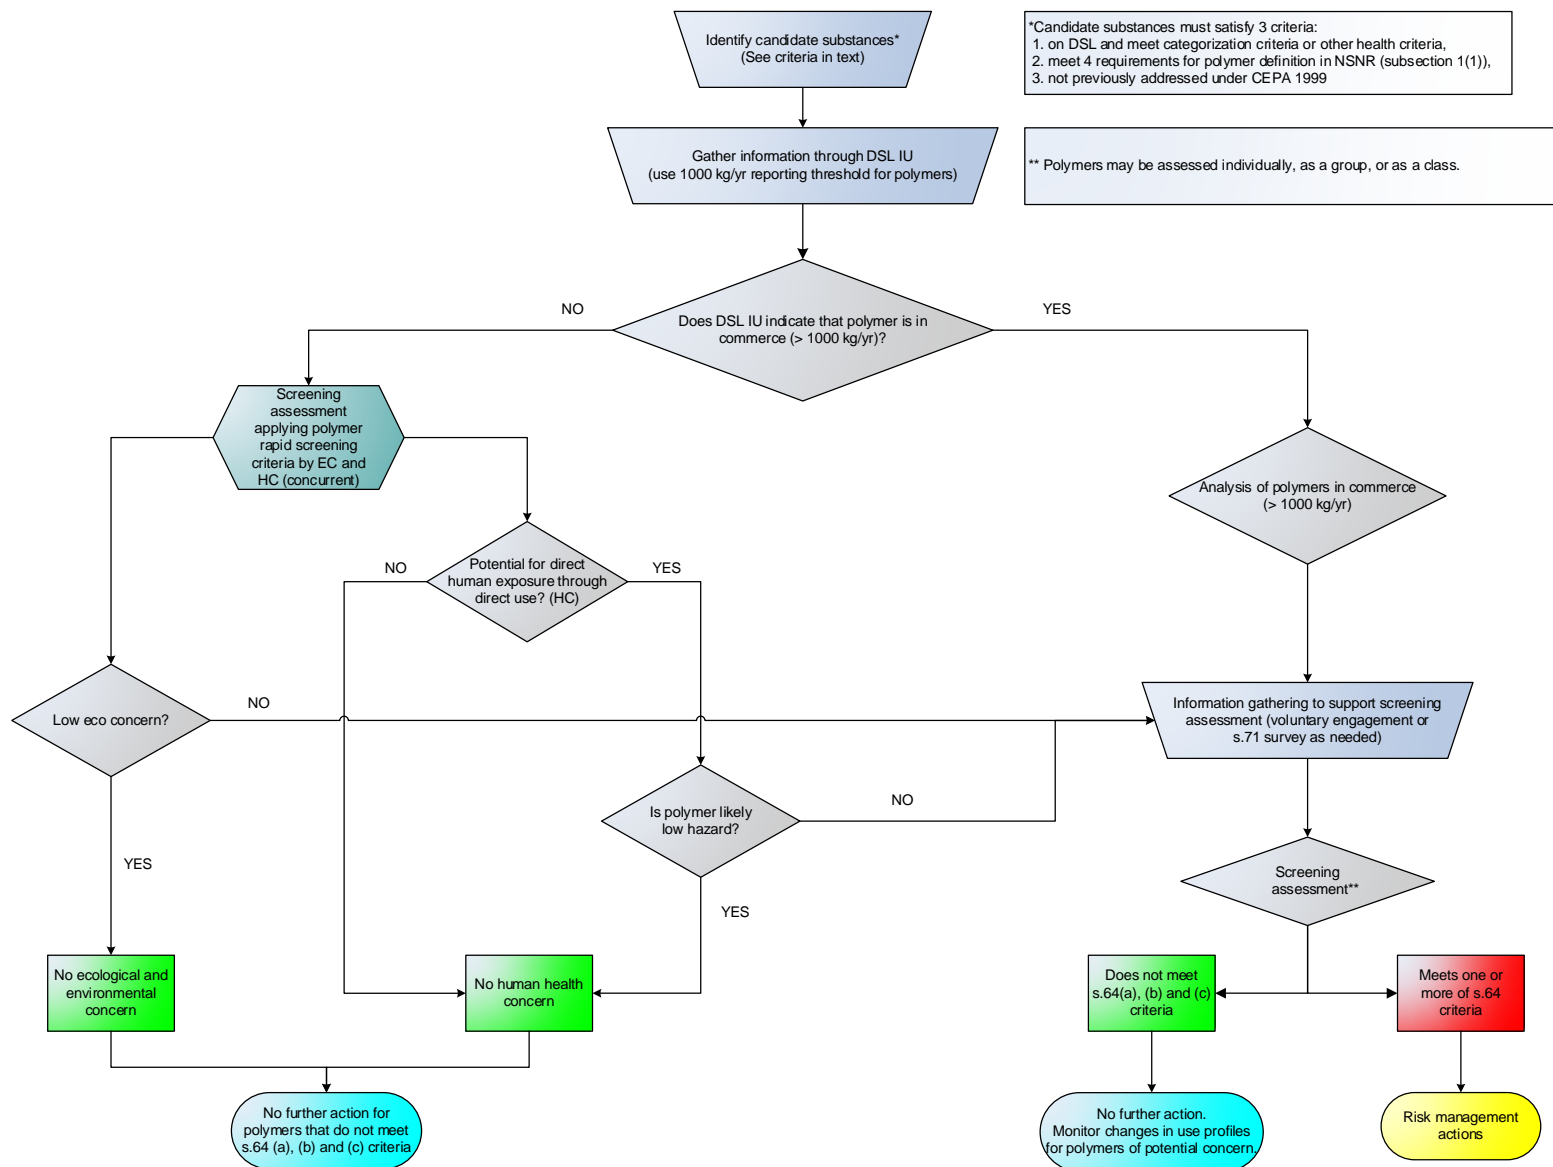 Identify candidate substances*
(See criteria in text)
*Candidate substances must satisfy 3 criteria:
1. on DSL and meet categorization criteria or other health criteria,
2. meet 4 requirements for polymer definition in NSNR (subsection 1(1)),
3. not previously addressed under CEPA 1999
Gather information through DSL IU
(use 1000 kg/yr reporting threshold for polymers)
** Polymers may be assessed individually, as a group, or as a class.
NO
YES
Does DSL IU indicate that polymer is in
commerce (> 1000 kg/yr)?
Screening
assessment
applying polymer
rapid screening
criteria by EC and
HC (concurrent)
Analysis of polymers in commerce
(> 1000 kg/yr)
NO
YES
Potential for direct
human exposure through
direct use? (HC)
Low eco concern?
NO
Information gathering to support screening
assessment (voluntary engagement or
s.71 survey as needed)
Is polymer likely
low hazard?
NO
YES
YES
Screening
assessment**
No ecological and
environmental
concern
No human health
concern
Does not meet
s.64(a), (b) and (c)
criteria
Meets one or
more of s.64
criteria
No further action for
polymers that do not meet
s.64 (a), (b) and (c) criteria
No further action.
Monitor changes in use profiles
for polymers of potential concern.
Risk management
actions